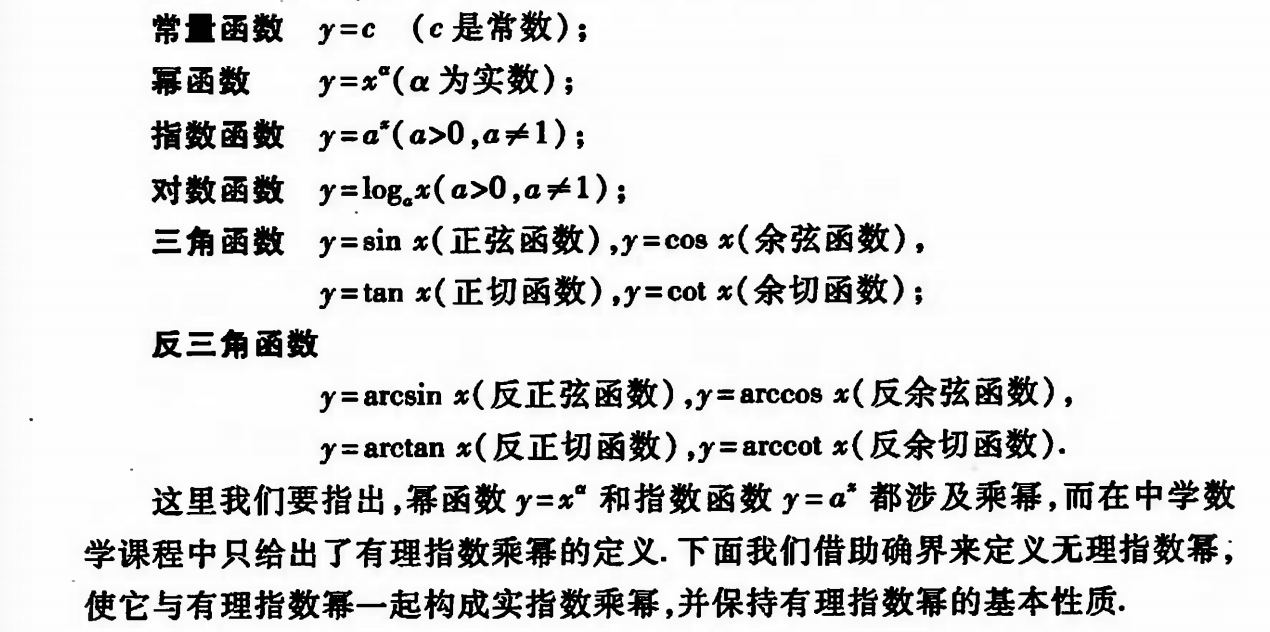 常量函数 y=c (c 是常数);
幂函数 y=x^α(α 为实数);
指数函数 y=a^x(a>0,a≠1);
对数函数 y=log_a x(a>0,a≠1);
三角函数 y=sin x(正弦函数),y=cos x(余弦函数),
y=tan x(正切函数),y=cot x(余切函数);
反三角函数
y=arcsin x(反正弦函数),y=arccos x(反余弦函数),
y=arctan x(反正切函数),y=arccot x(反余切函数).
这里我们要指出,幂函数 y=x^α 和指数函数 y=a^x 都涉及乘幂,而在中学数
学课程中只给出了有理指数乘幂的定义.下面我们借助确界来定义无理指数幂,
使它与有理指数幂一起构成实指数乘幂,并保持有理指数幂的基本性质.